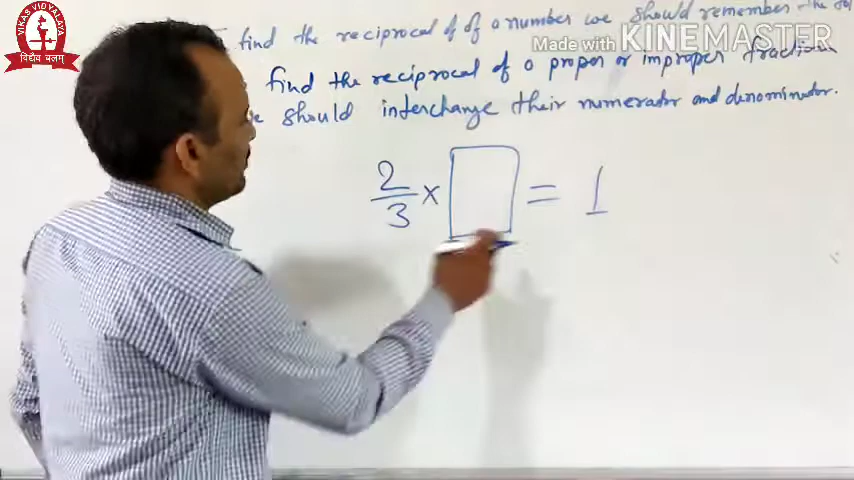 VIKAS VIDYALAYA
विद्यैव बलम्
find the reciprocal of of a number we should remember the
Made with KINEMASTER
find the reciprocal of a proper or improper fraction
should interchange their numerator and denominator.
2/3 × = 1